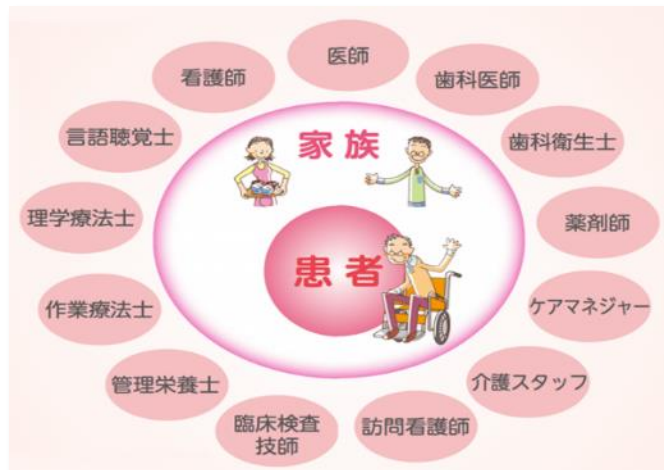 医師
歯科医師
歯科衛生士
薬剤師
ケアマネジャー
介護スタッフ
訪問看護師
臨床検査
技師
管理栄養士
作業療法士
理学療法士
言語聴覚士
看護師
家族
患者